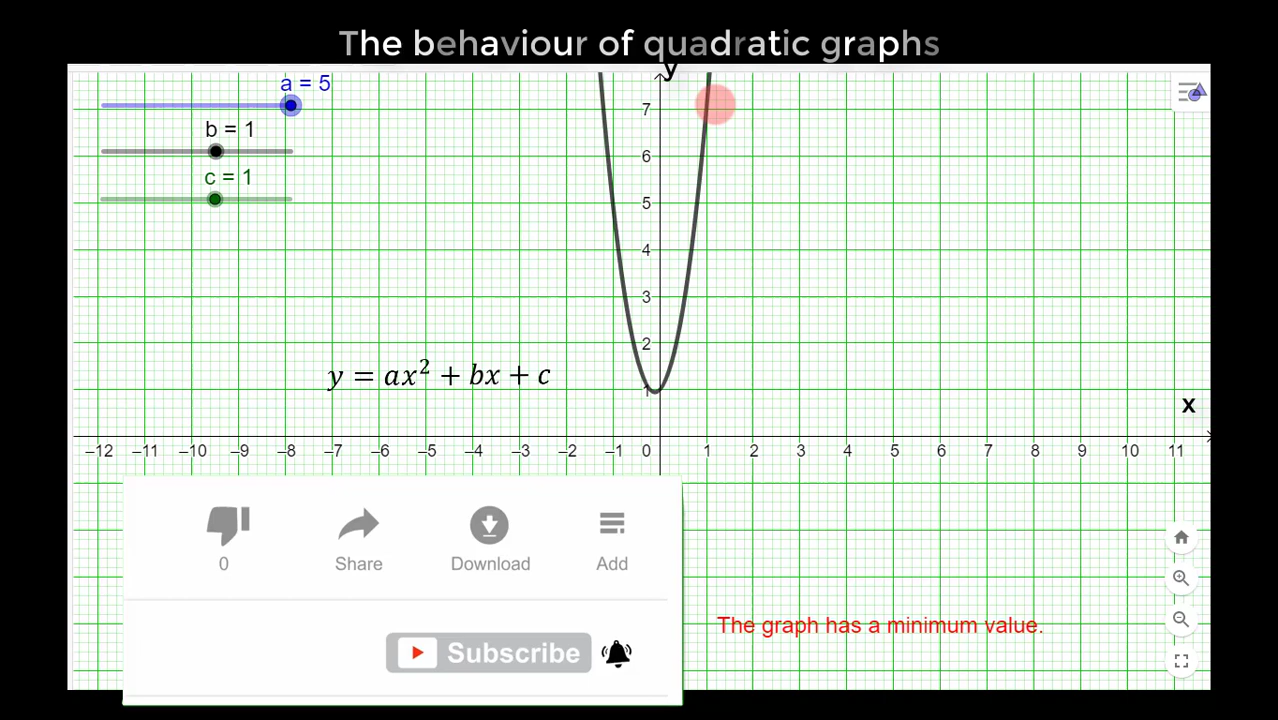 The behaviour of quadratic graphs
y
a = 5
b = 1
c = 1
7
6
5
4
3
2
1
y = ax² + bx + c
x
–12 –11 –10 –9 –8 –7 –6 –5 –4 –3 –2 –1 0 1 2 3 4 5 6 7 8 9 10 11
0 Share Download Add
The graph has a minimum value.
Subscribe